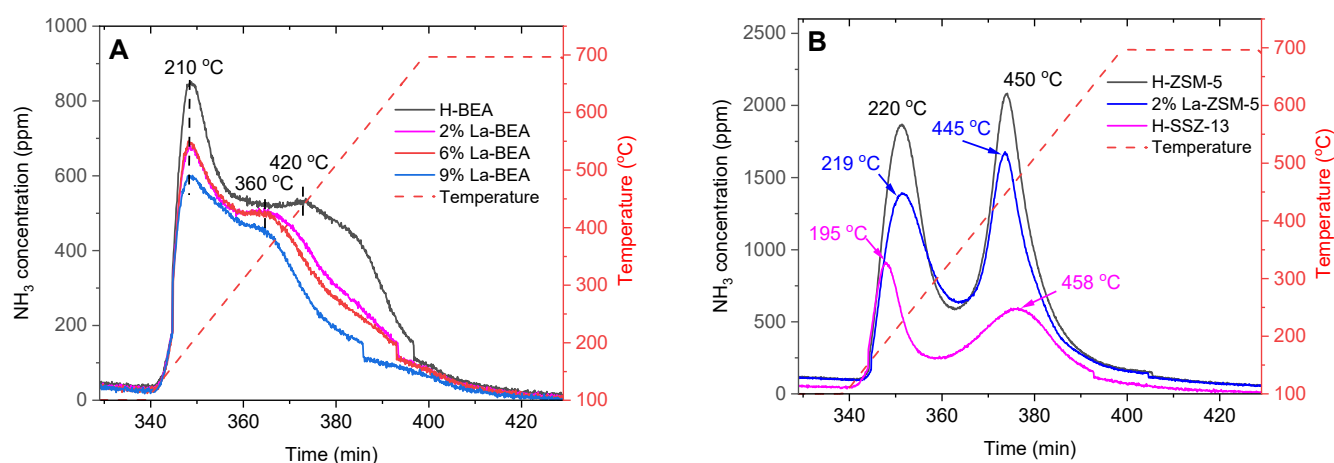 A
210 °C
360 °C
420 °C
H-BEA
2% La-BEA
6% La-BEA
9% La-BEA
Temperature
NH3 concentration (ppm)
1000
800
600
400
200
0
340
360
380
400
420
Time (min)
700
600
500
400
300
200
100
Temperature (°C)
B
220 °C
450 °C
219 °C
445 °C
195 °C
458 °C
H-ZSM-5
2% La-ZSM-5
H-SSZ-13
Temperature
NH3 concentration (ppm)
2500
2000
1500
1000
500
0
340
360
380
400
420
Time (min)
700
600
500
400
300
200
100
Temperature (°C)